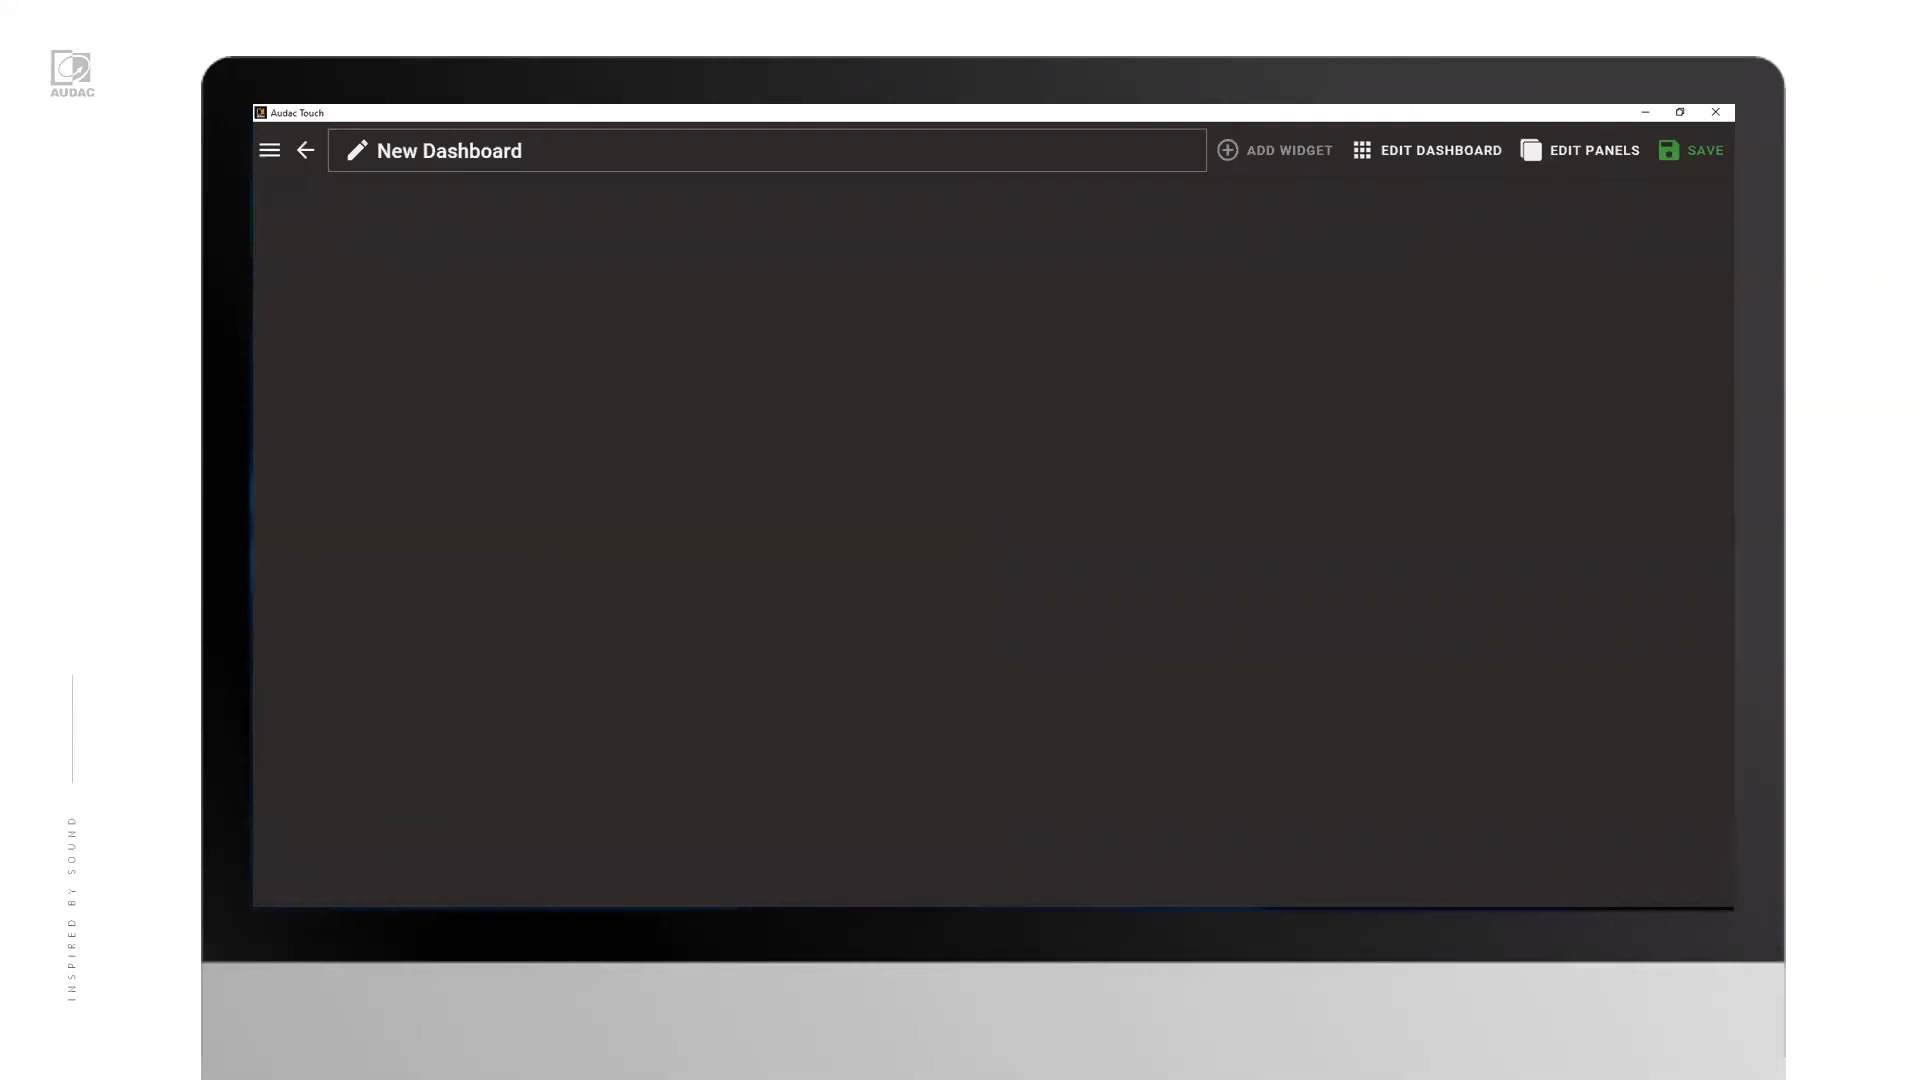 AUDAC
Audac Touch
New Dashboard
ADD WIDGET
EDIT DASHBOARD
EDIT PANELS
SAVE
INSPIRED BY SOUND